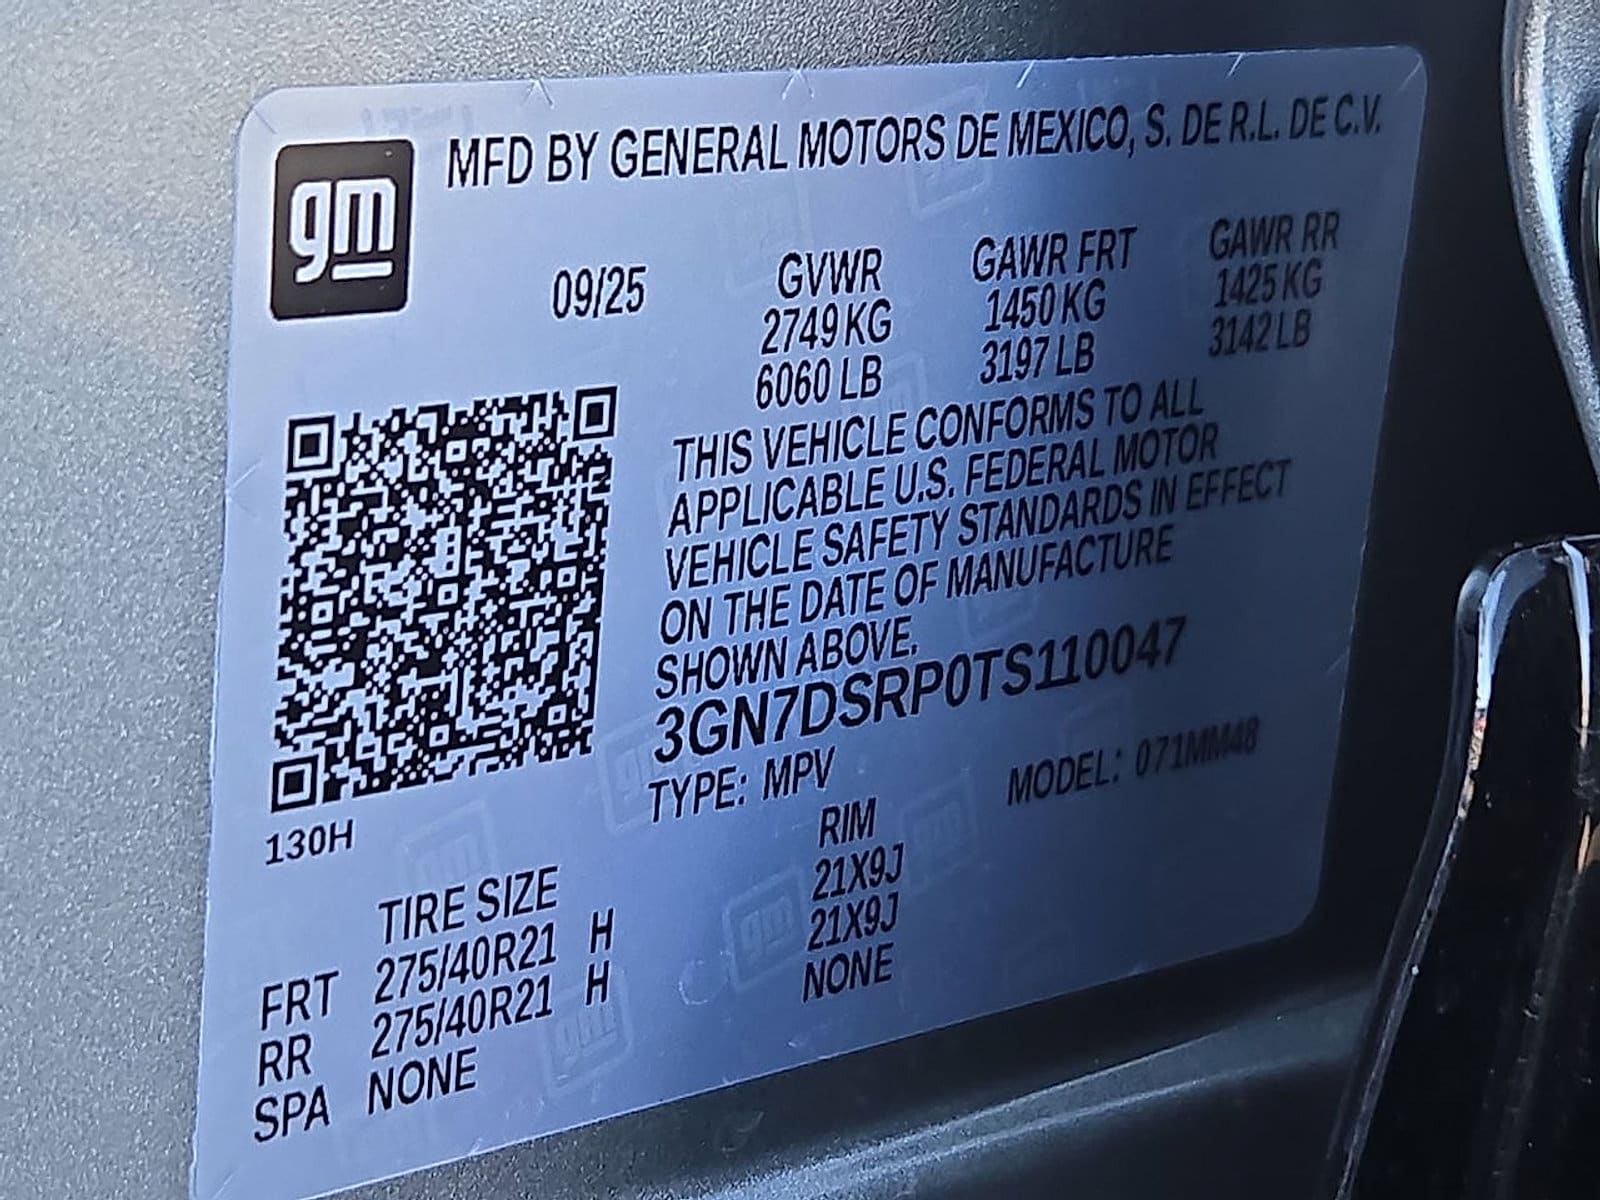 gm
MFD BY GENERAL MOTORS DE MEXICO, S. DE R.L. DE C.V.
09/25 GVWR GAWR FRT GAWR RR
2749 KG 1450 KG 1425 KG
6060 LB 3197 LB 3142 LB
THIS VEHICLE CONFORMS TO ALL
APPLICABLE U.S. FEDERAL MOTOR
VEHICLE SAFETY STANDARDS IN EFFECT
ON THE DATE OF MANUFACTURE
SHOWN ABOVE.
3GN7DSRP0TS110047
TYPE: MPV MODEL: 071MM48
130H
TIRE SIZE RIM
FRT 275/40R21 H 21X9J
RR 275/40R21 H 21X9J
SPA NONE NONE